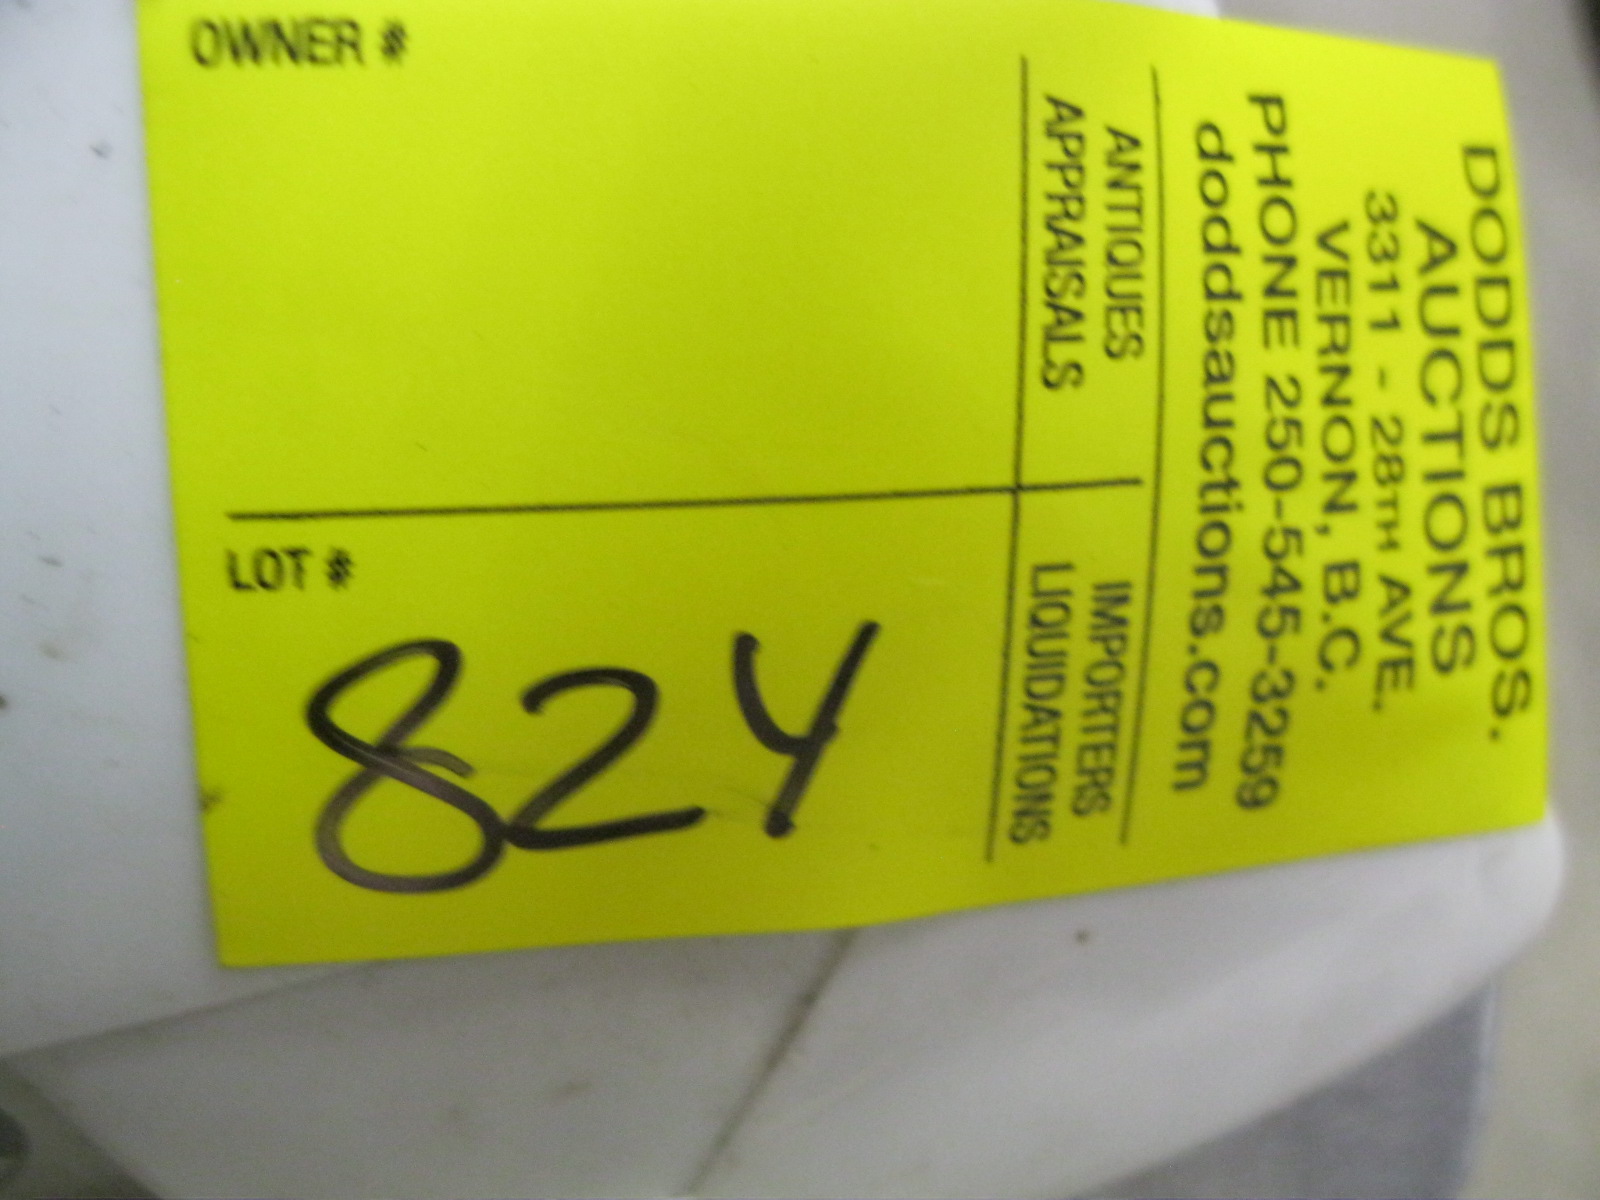 DODDS BROS.
AUCTIONS
3311 - 28TH AVE.
VERNON, B.C.
PHONE 250-545-3259
doddsauctions.com
ANTIQUES
APPRAISALS
IMPORTERS
LIQUIDATIONS
OWNER #
LOT #
824